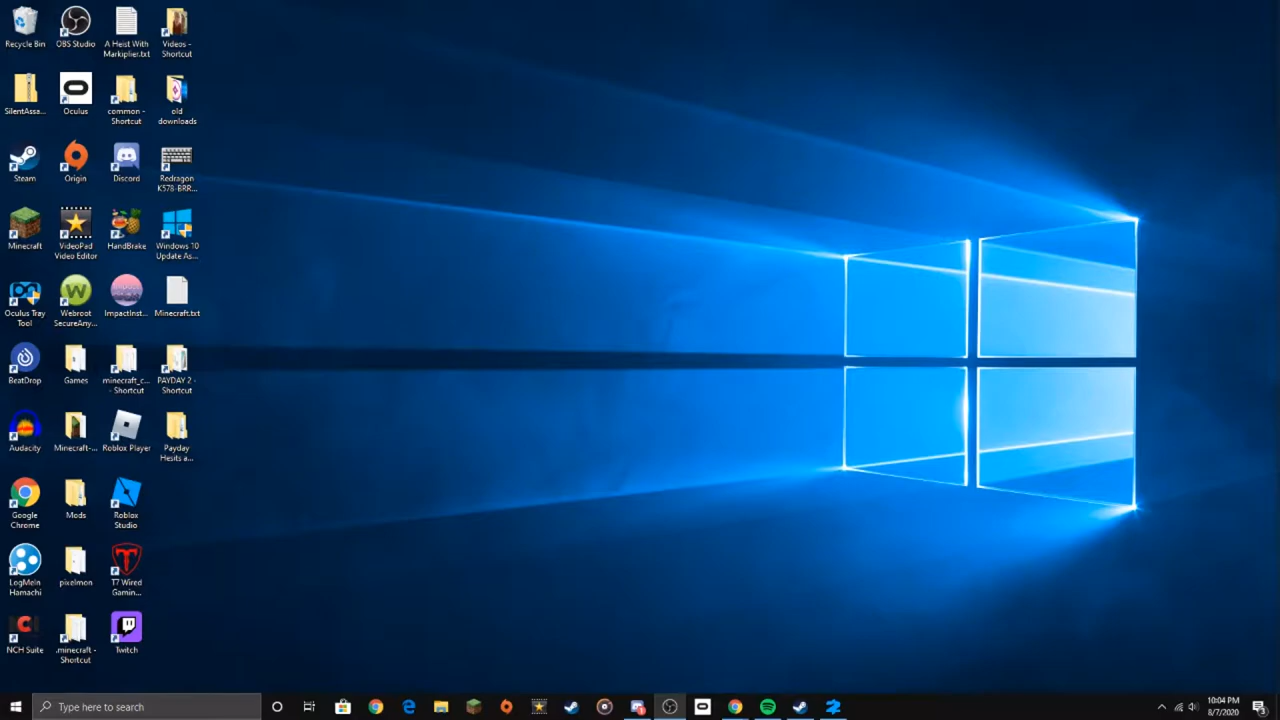 Recycle Bin
OBS Studio
A Heist With
Markiplier.txt
Videos -
Shortcut
SilentAssa...
Oculus
common -
Shortcut
old
downloads
Steam
Origin
Discord
Redragon
K578-BRR...
Minecraft
VideoPad
Video Editor
HandBrake
Windows 10
Update As...
Oculus Tray
Tool
Webroot
SecureAny...
ImpactInst...
Minecraft.txt
BeatDrop
Games
minecraft_c...
- Shortcut
PAYDAY 2 -
Shortcut
Audacity
Minecraft-...
Roblox Player
Payday
Hesits a...
Google
Chrome
Mods
Roblox
Studio
LogMeIn
Hamachi
pixelmon
T7 Wired
Gamin...
NCH Suite
.minecraft -
Shortcut
Twitch
Type here to search
10:04 PM
8/7/2020
3